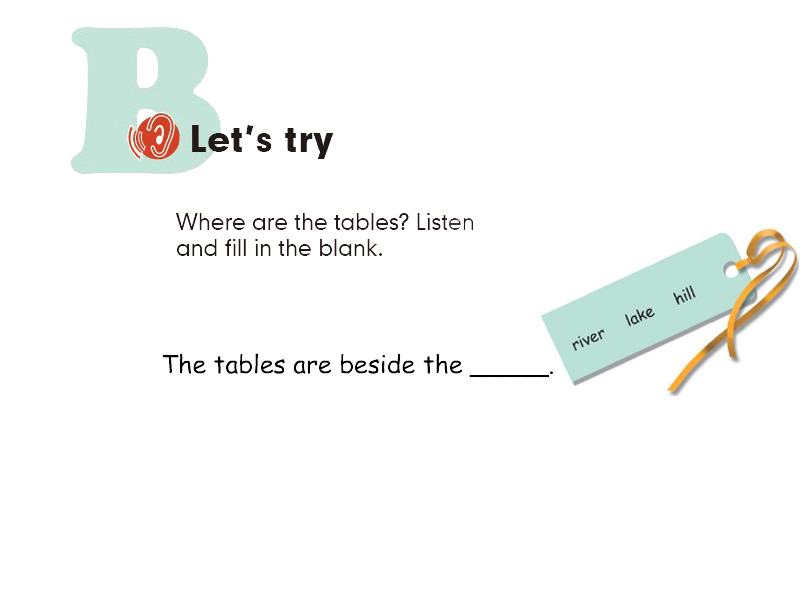 B
Let's try
Where are the tables? Listen
and fill in the blank.
river lake hill
The tables are beside the _____.